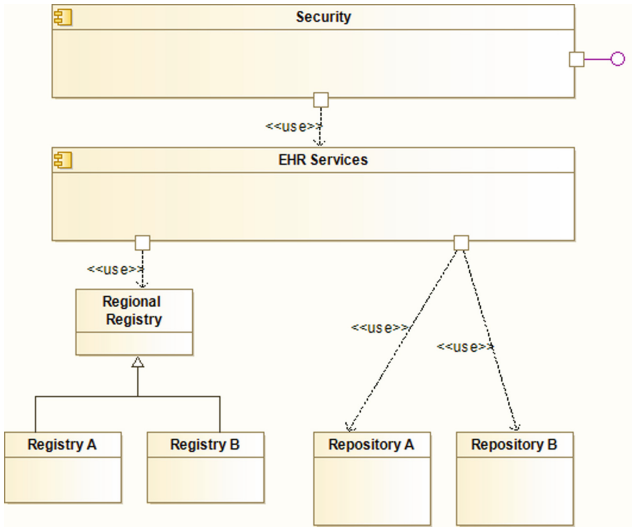 Security
<<use>>
EHR Services
<<use>>
Regional
Registry
<<use>>
<<use>>
Registry A
Registry B
Repository A
Repository B